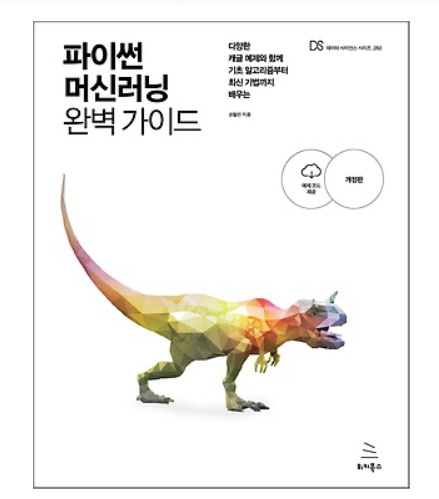 파이썬
머신러닝
완벽 가이드
다양한
캐글 예제와 함께
기초 알고리즘부터
최신 기법까지
배우는
권철민 지음
DS 데이터 사이언스 시리즈_050
예제 코드
제공
개정판
위키북스